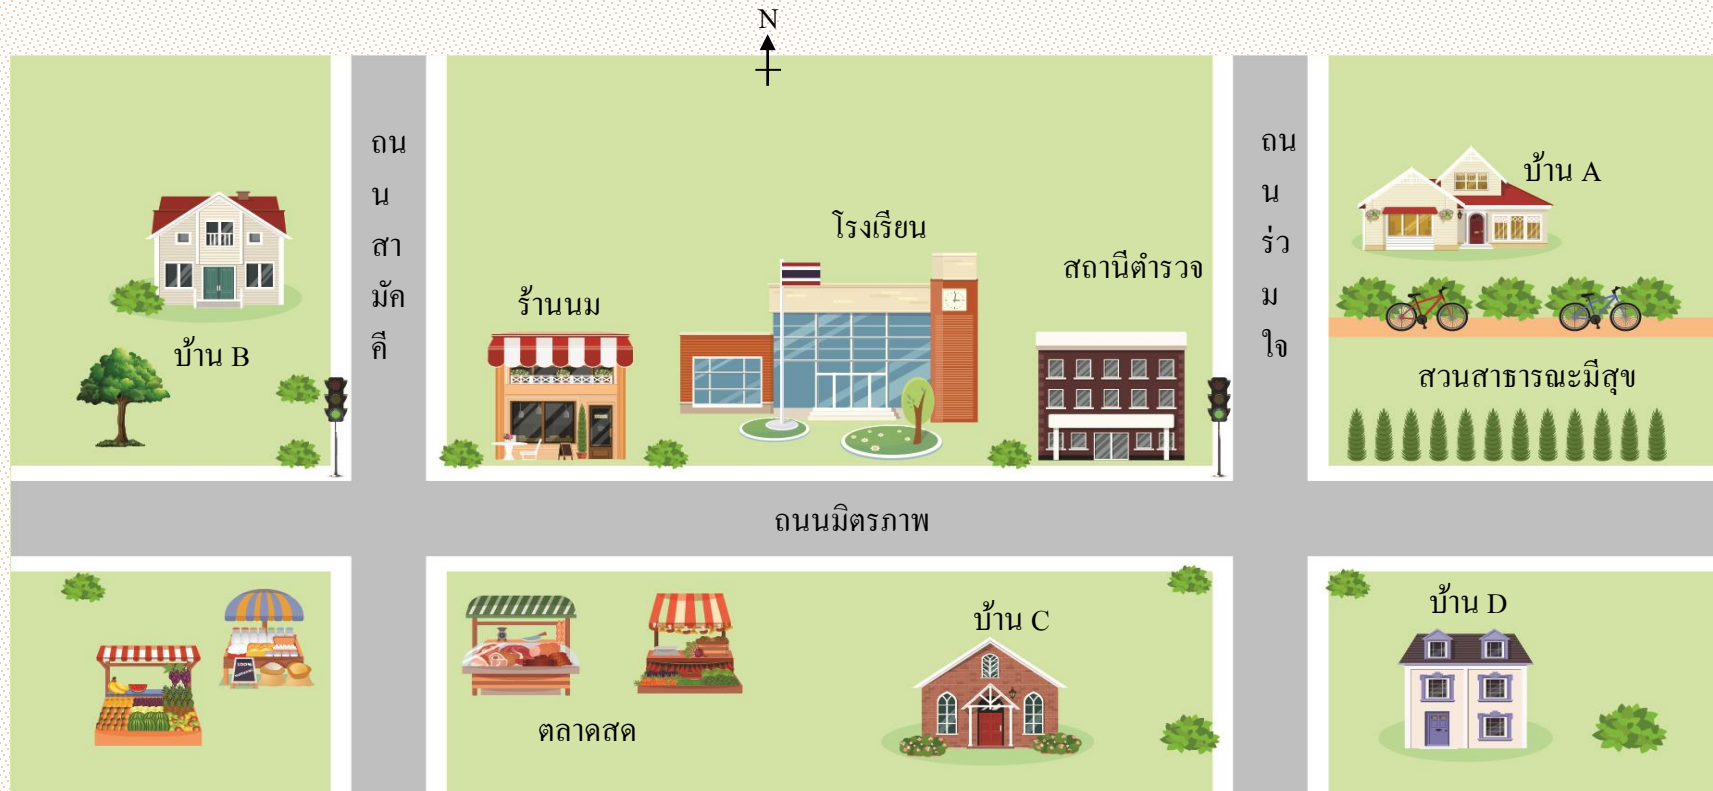 N
ถน
น
สา
มัค
คี
ถน
น
ร่ว
ม
ใจ
บ้าน A
โรงเรียน
สถานีตำรวจ
ร้านนม
บ้าน B
สวนสาธารณะมีสุข
ถนนมิตรภาพ
บ้าน C
บ้าน D
ตลาดสด